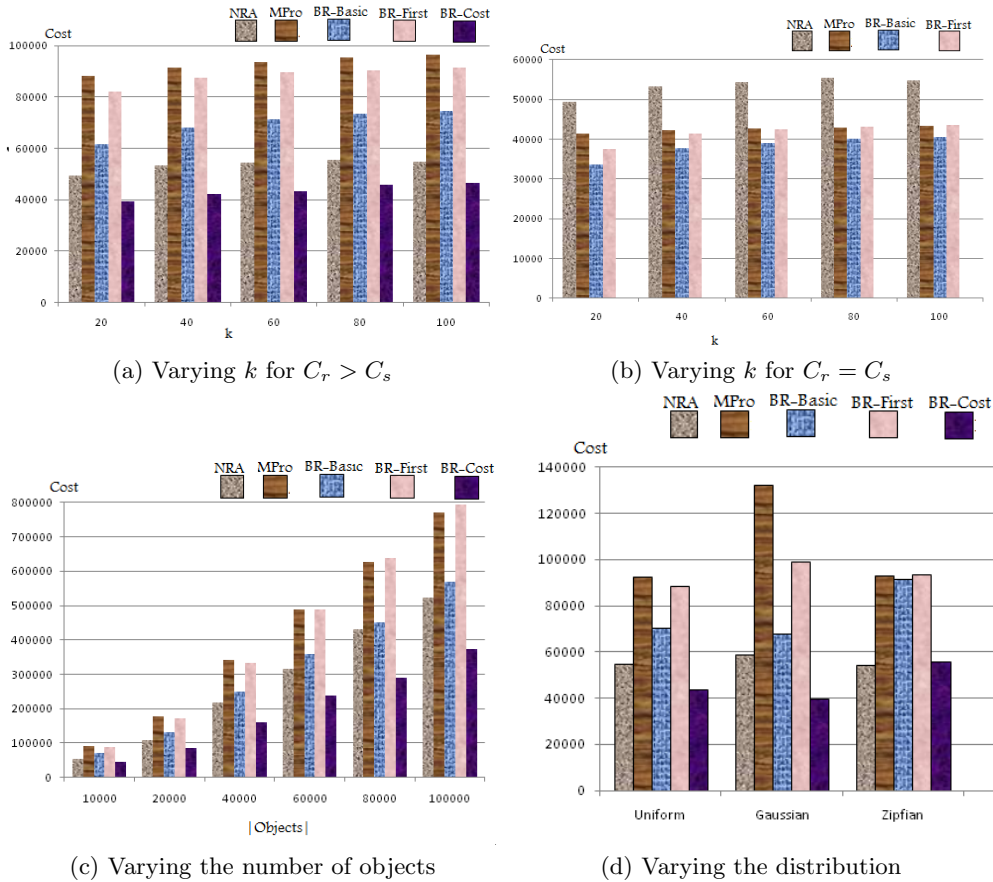 NRA MPro BR-Basic BR-First BR-Cost
Cost
100000
80000
60000
40000
20000
0
20 40 60 80 100
k
(a) Varying k for C_r > C_s
NRA MPro BR-Basic BR-First
Cost
60000
50000
40000
30000
20000
10000
0
20 40 60 80 100
k
(b) Varying k for C_r = C_s
NRA MPro BR-Basic BR-First BR-Cost
Cost
800000
700000
600000
500000
400000
300000
200000
100000
0
10000 20000 40000 60000 80000 100000
|Objects|
(c) Varying the number of objects
NRA MPro BR-Basic BR-First BR-Cost
Cost
140000
120000
100000
80000
60000
40000
20000
0
Uniform Gaussian Zipfian
(d) Varying the distribution